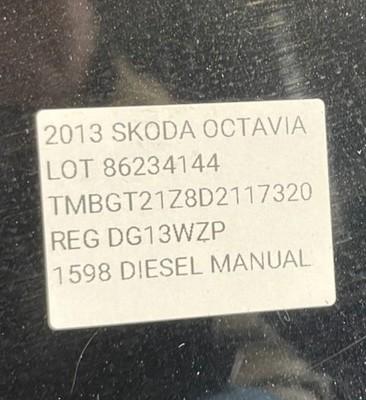 2013 SKODA OCTAVIA
LOT 86234144
TMBGT21Z8D2117320
REG DG13WZP
1598 DIESEL MANUAL